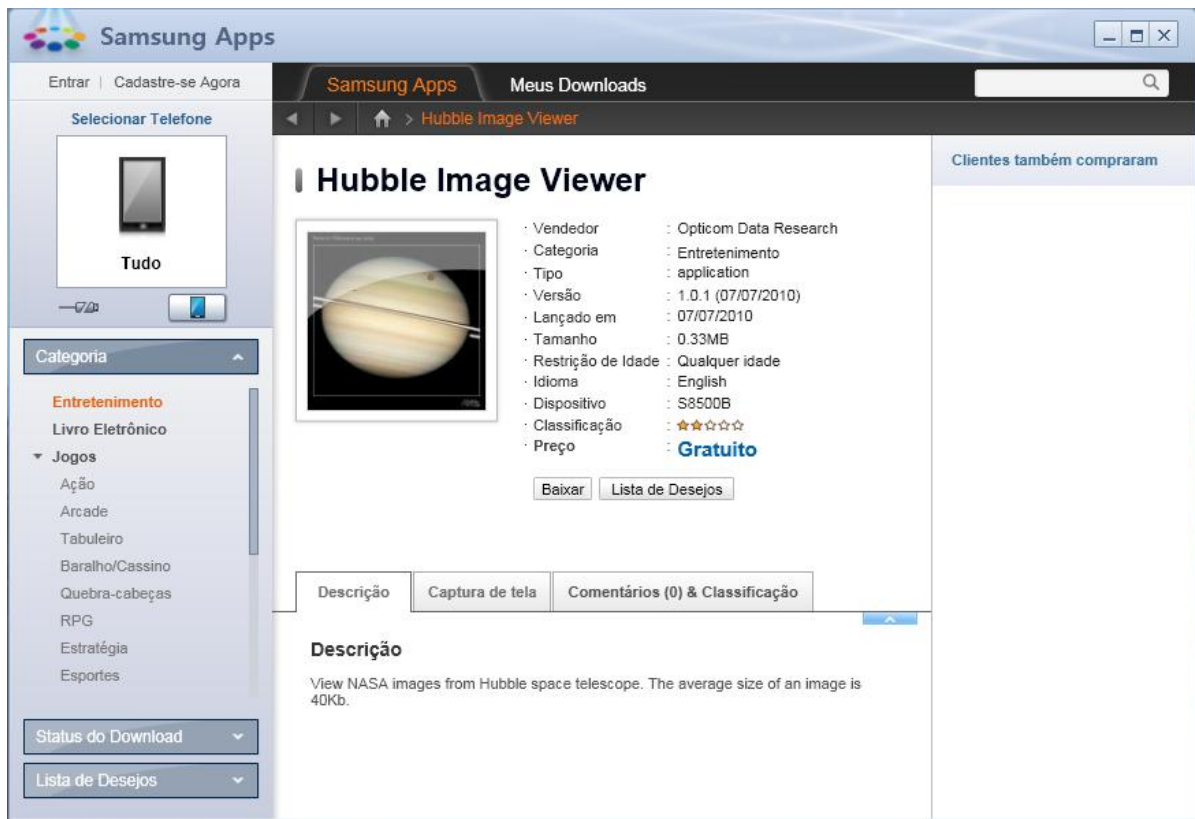 Samsung Apps
Entrar | Cadastre-se Agora
Samsung Apps
Meus Downloads
Selecionar Telefone
> Hubble Image Viewer
Tudo
Categoria
Entretenimento
Livro Eletrônico
Jogos
Ação
Arcade
Tabuleiro
Baralho/Cassino
Quebra-cabeças
RPG
Estratégia
Esportes
Status do Download
Lista de Desejos
Hubble Image Viewer
· Vendedor : Opticom Data Research
· Categoria : Entretenimento
· Tipo : application
· Versão : 1.0.1 (07/07/2010)
· Lançado em : 07/07/2010
· Tamanho : 0.33MB
· Restrição de Idade : Qualquer idade
· Idioma : English
· Dispositivo : S8500B
· Classificação :
· Preço : Gratuito
Baixar
Lista de Desejos
Descrição
Captura de tela
Comentários (0) & Classificação
Descrição
View NASA images from Hubble space telescope. The average size of an image is
40Kb.
Clientes também compraram